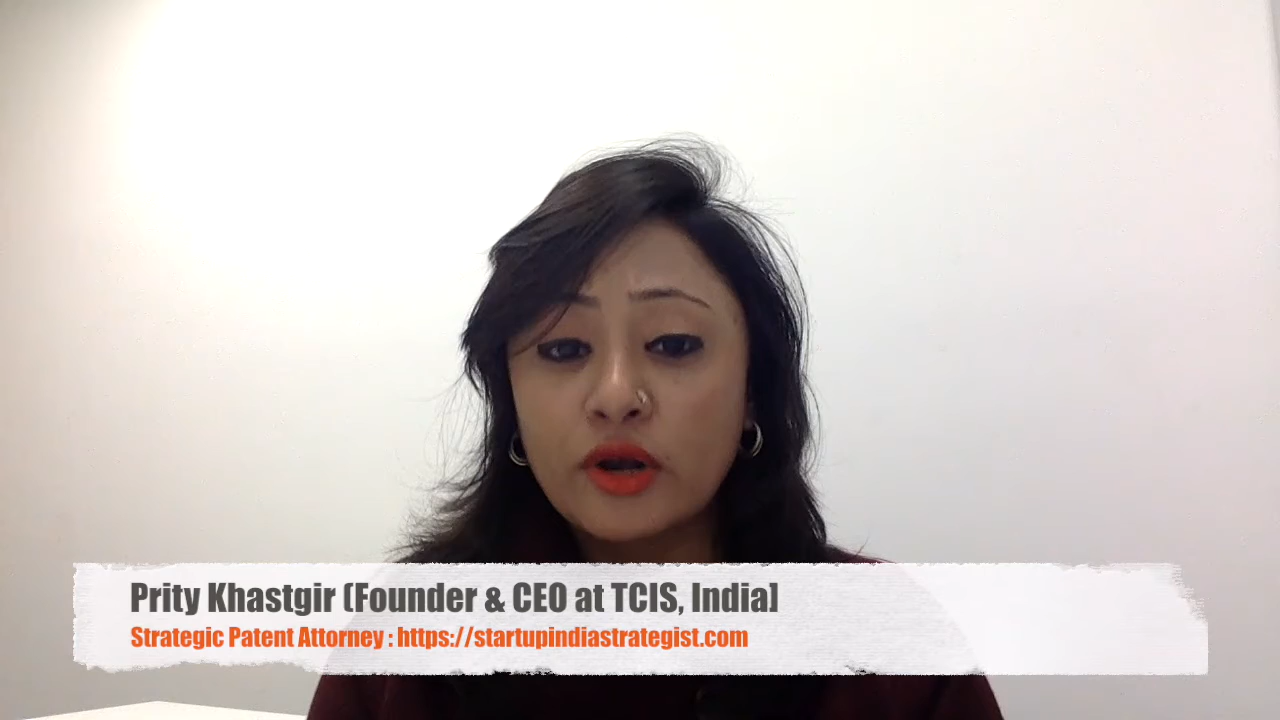 Prity Khastgir (Founder & CEO at TCIS, India]
Strategic Patent Attorney : https://startupindiastrategist.com